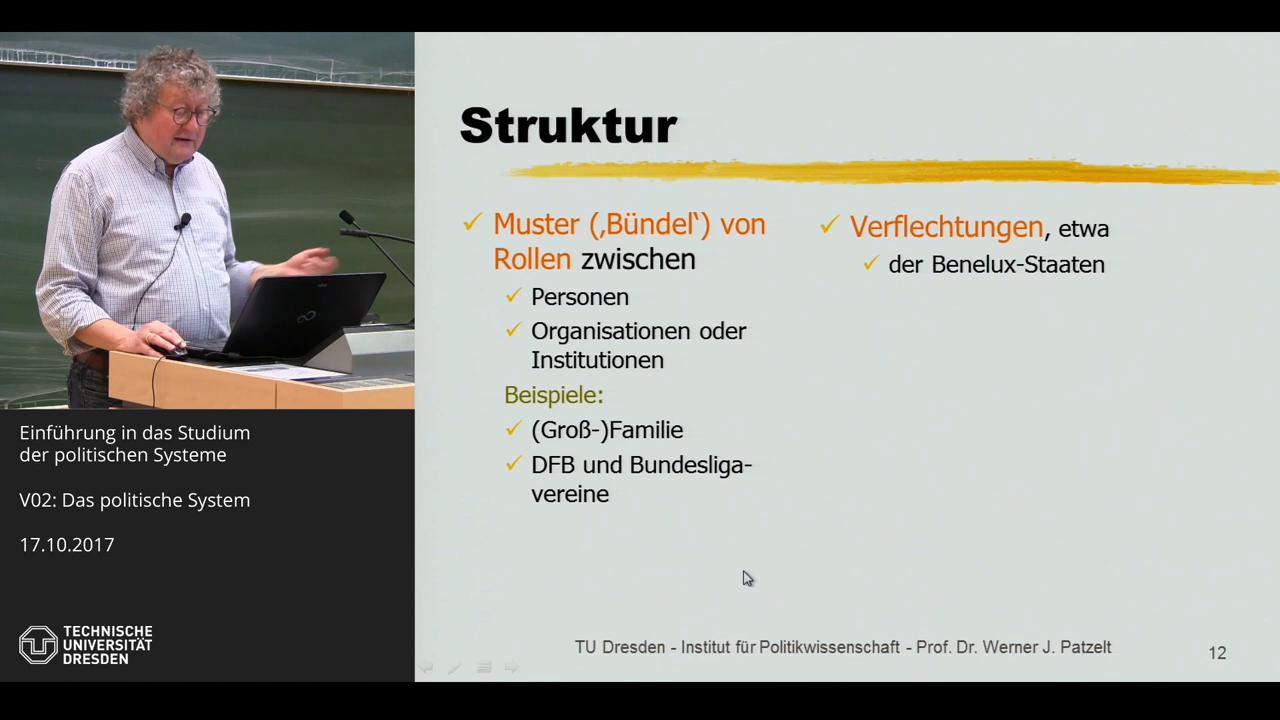 Struktur
✓ Muster (‚Bündel‘) von
Rollen zwischen
✓ Personen
✓ Organisationen oder
Institutionen
Beispiele:
✓ (Groß-)Familie
✓ DFB und Bundesliga-
vereine
✓ Verflechtungen, etwa
✓ der Benelux-Staaten
TU Dresden - Institut für Politikwissenschaft - Prof. Dr. Werner J. Patzelt
12
Einführung in das Studium
der politischen Systeme
V02: Das politische System
17.10.2017
TECHNISCHE
UNIVERSITÄT
DRESDEN